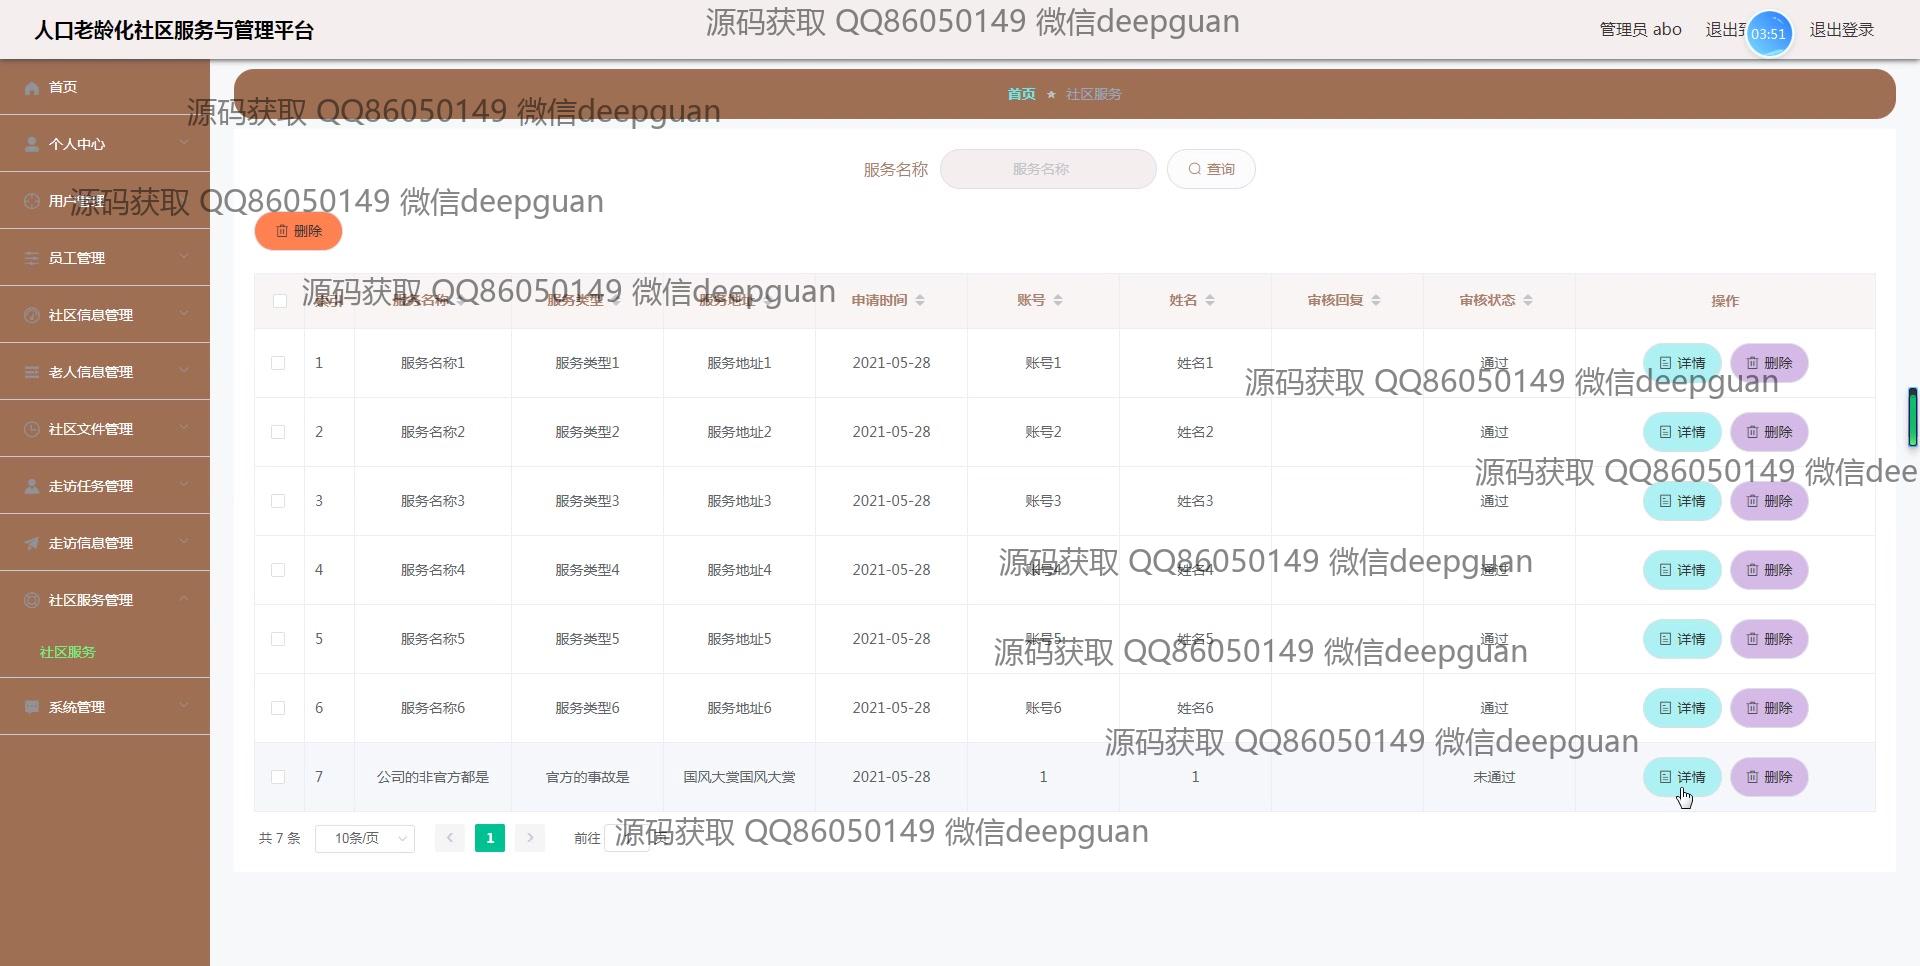 人口老龄化社区服务与管理平台
源码获取 QQ86050149 微信deepguan
管理员 abo
退出到
03:51
退出登录
首页
个人中心
用户管理
员工管理
社区信息管理
老人信息管理
社区文件管理
走访任务管理
走访信息管理
社区服务管理
社区服务
系统管理
首页 ★ 社区服务
源码获取 QQ86050149 微信deepguan
服务名称 服务名称 查询
源码获取 QQ86050149 微信deepguan
删除
源码获取 QQ86050149 微信deepguan
索引 服务名称 服务类型 服务地址 申请时间 账号 姓名 审核回复 审核状态 操作
1 服务名称1 服务类型1 服务地址1 2021-05-28 账号1 姓名1 通过 详情 删除
源码获取 QQ86050149 微信deepguan
2 服务名称2 服务类型2 服务地址2 2021-05-28 账号2 姓名2 通过 详情 删除
源码获取 QQ86050149 微信dee
3 服务名称3 服务类型3 服务地址3 2021-05-28 账号3 姓名3 通过 详情 删除
源码获取 QQ86050149 微信deepguan
4 服务名称4 服务类型4 服务地址4 2021-05-28 账号4 姓名4 通过 详情 删除
5 服务名称5 服务类型5 服务地址5 2021-05-28 账号5 姓名5 通过 详情 删除
源码获取 QQ86050149 微信deepguan
6 服务名称6 服务类型6 服务地址6 2021-05-28 账号6 姓名6 通过 详情 删除
源码获取 QQ86050149 微信deepguan
7 公司的非官方都是 官方的事故是 国风大赏国风大赏 2021-05-28 1 1 未通过 详情 删除
共 7 条 10条/页 1 前往 页
源码获取 QQ86050149 微信deepguan